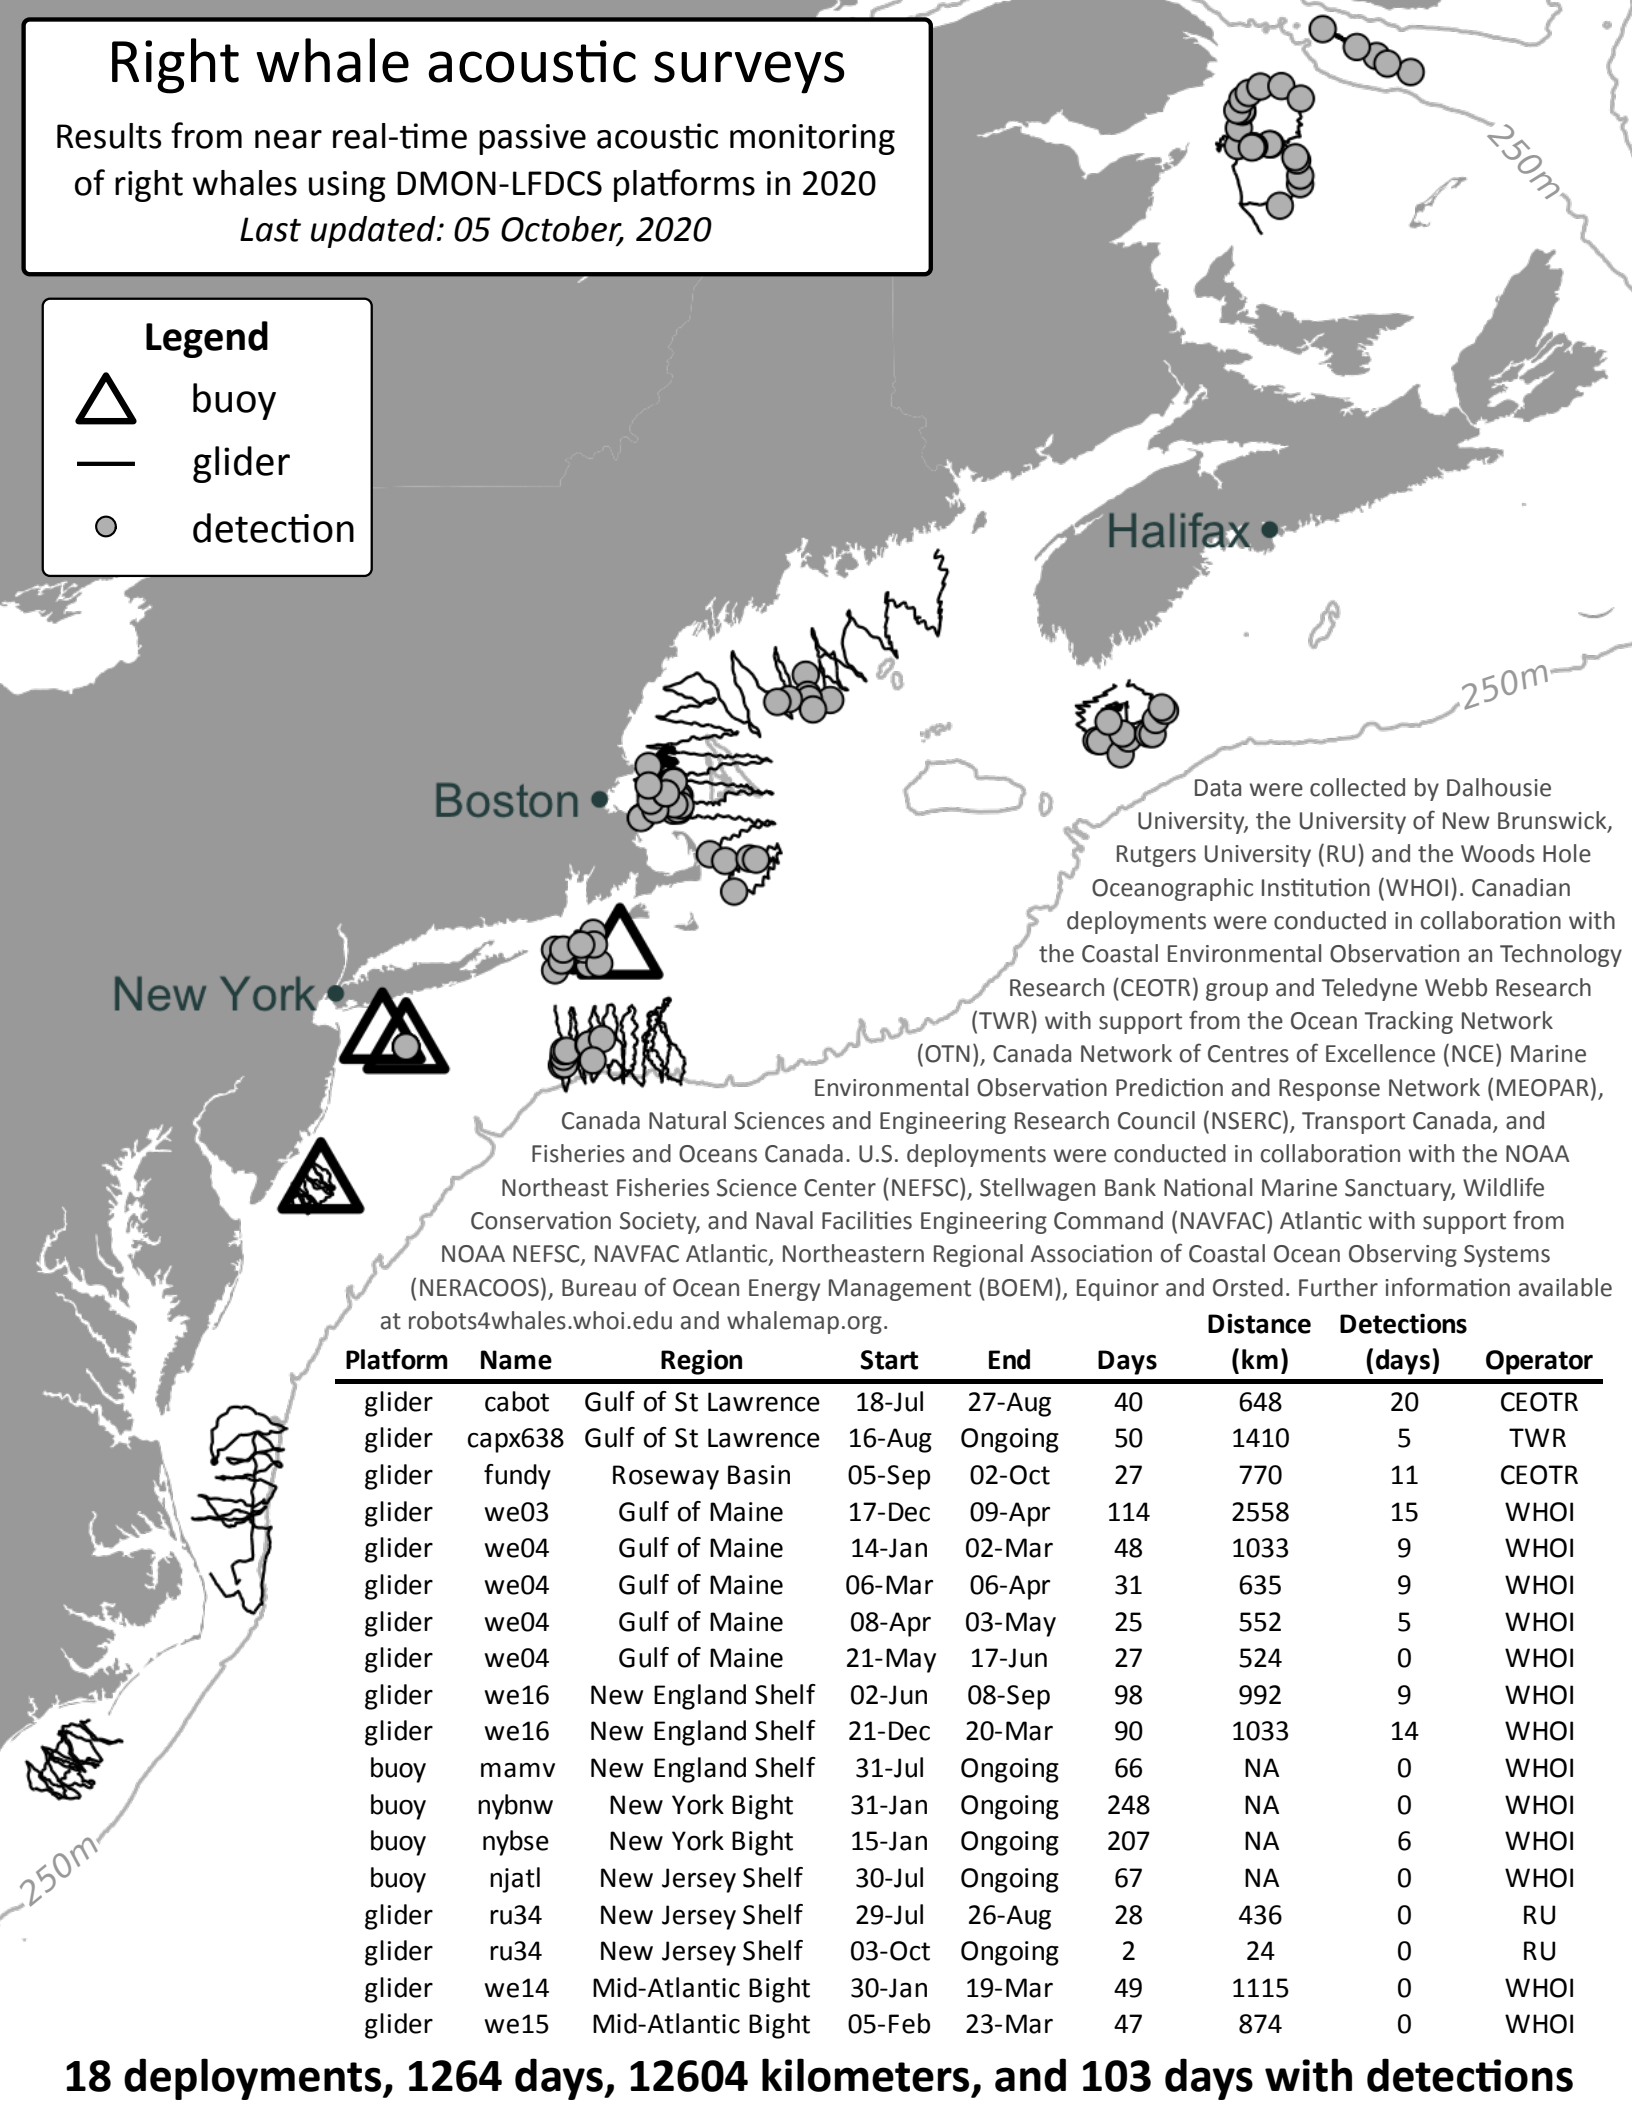 Right whale acoustic surveys
Results from near real-time passive acoustic monitoring
of right whales using DMON-LFDCS platforms in 2020
Last updated: 05 October, 2020
Legend
buoy
glider
detection
250m
Halifax
250m
Boston
New York
Data were collected by Dalhousie
University, the University of New Brunswick,
Rutgers University (RU) and the Woods Hole
Oceanographic Institution (WHOI). Canadian
deployments were conducted in collaboration with
the Coastal Environmental Observation an Technology
Research (CEOTR) group and Teledyne Webb Research
(TWR) with support from the Ocean Tracking Network
(OTN), Canada Network of Centres of Excellence (NCE) Marine
Environmental Observation Prediction and Response Network (MEOPAR),
Canada Natural Sciences and Engineering Research Council (NSERC), Transport Canada, and
Fisheries and Oceans Canada. U.S. deployments were conducted in collaboration with the NOAA
Northeast Fisheries Science Center (NEFSC), Stellwagen Bank National Marine Sanctuary, Wildlife
Conservation Society, and Naval Facilities Engineering Command (NAVFAC) Atlantic with support from
NOAA NEFSC, NAVFAC Atlantic, Northeastern Regional Association of Coastal Ocean Observing Systems
(NERACOOS), Bureau of Ocean Energy Management (BOEM), Equinor and Orsted. Further information available
at robots4whales.whoi.edu and whalemap.org.
Platform Name Region Start End Days Distance (km) Detections (days) Operator
glider cabot Gulf of St Lawrence 18-Jul 27-Aug 40 648 20 CEOTR
glider capx638 Gulf of St Lawrence 16-Aug Ongoing 50 1410 5 TWR
glider fundy Roseway Basin 05-Sep 02-Oct 27 770 11 CEOTR
glider we03 Gulf of Maine 17-Dec 09-Apr 114 2558 15 WHOI
glider we04 Gulf of Maine 14-Jan 02-Mar 48 1033 9 WHOI
glider we04 Gulf of Maine 06-Mar 06-Apr 31 635 9 WHOI
glider we04 Gulf of Maine 08-Apr 03-May 25 552 5 WHOI
glider we04 Gulf of Maine 21-May 17-Jun 27 524 0 WHOI
glider we16 New England Shelf 02-Jun 08-Sep 98 992 9 WHOI
glider we16 New England Shelf 21-Dec 20-Mar 90 1033 14 WHOI
buoy mamv New England Shelf 31-Jul Ongoing 66 NA 0 WHOI
buoy nybnw New York Bight 31-Jan Ongoing 248 NA 0 WHOI
buoy nybse New York Bight 15-Jan Ongoing 207 NA 6 WHOI
buoy njatl New Jersey Shelf 30-Jul Ongoing 67 NA 0 WHOI
glider ru34 New Jersey Shelf 29-Jul 26-Aug 28 436 0 RU
glider ru34 New Jersey Shelf 03-Oct Ongoing 2 24 0 RU
glider we14 Mid-Atlantic Bight 30-Jan 19-Mar 49 1115 0 WHOI
glider we15 Mid-Atlantic Bight 05-Feb 23-Mar 47 874 0 WHOI
250m
18 deployments, 1264 days, 12604 kilometers, and 103 days with detections